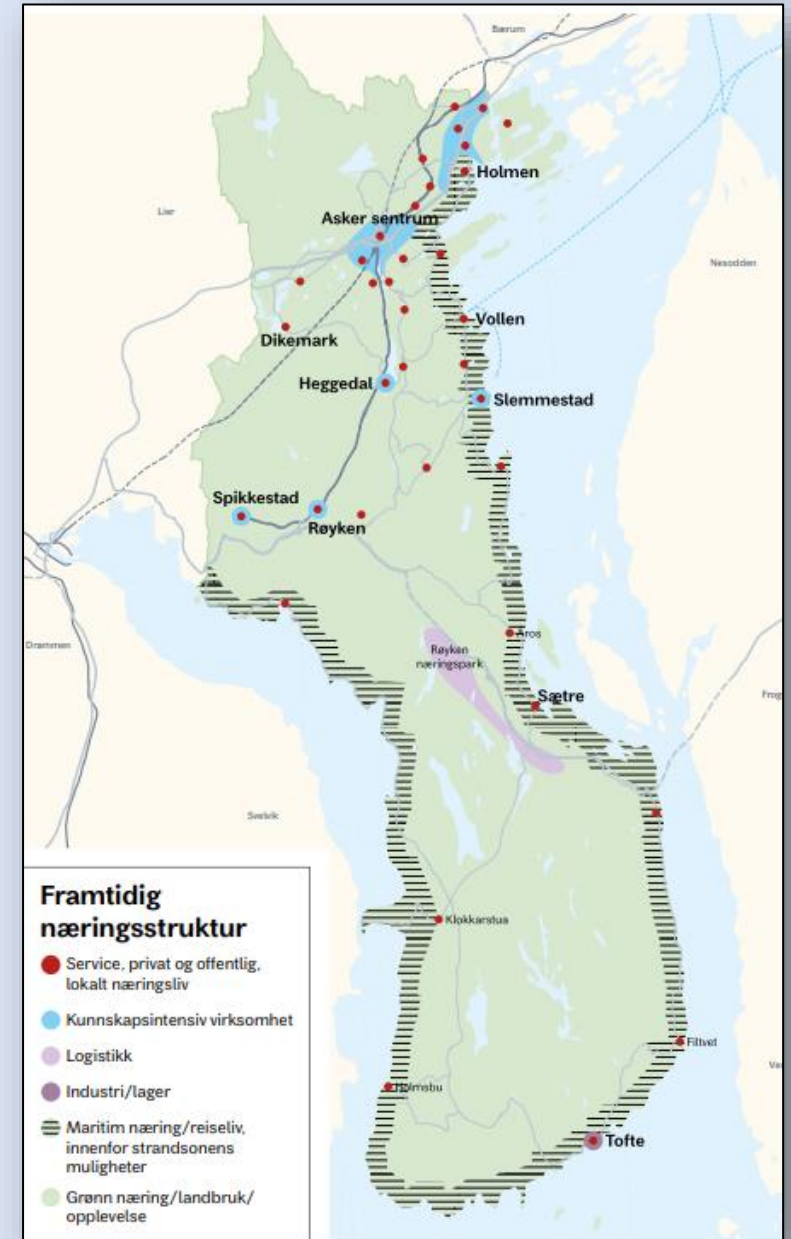 Bærum
Holmen
Lier
Asker sentrum
Nesodden
Vollen
Dikemark
Heggedal
Slemmestad
Spikkestad
Røyken
Åros
Drammen
Røyken
næringspark
Sætre
Svelvik
Framtidig
næringsstruktur
Service, privat og offentlig,
lokalt næringsliv
Kunnskapsintensiv virksomhet
Logistikk
Industri/lager
Maritim næring/reiseliv,
innenfor strandsonens
muligheter
Grønn næring/landbruk/
opplevelse
Klokkarstua
Filtvet
Holmsbu
Tofte